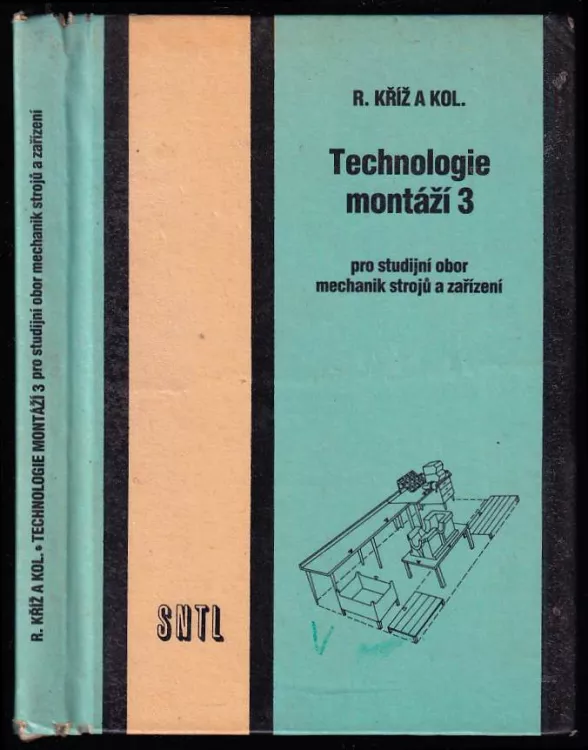 R. KŘÍŽ A KOL. • TECHNOLOGIE MONTÁŽÍ 3 pro studijní obor mechanik strojů a zařízení
R. KŘÍŽ A KOL.
Technologie
montáží 3
pro studijní obor
mechanik strojů a zařízení
SNTL